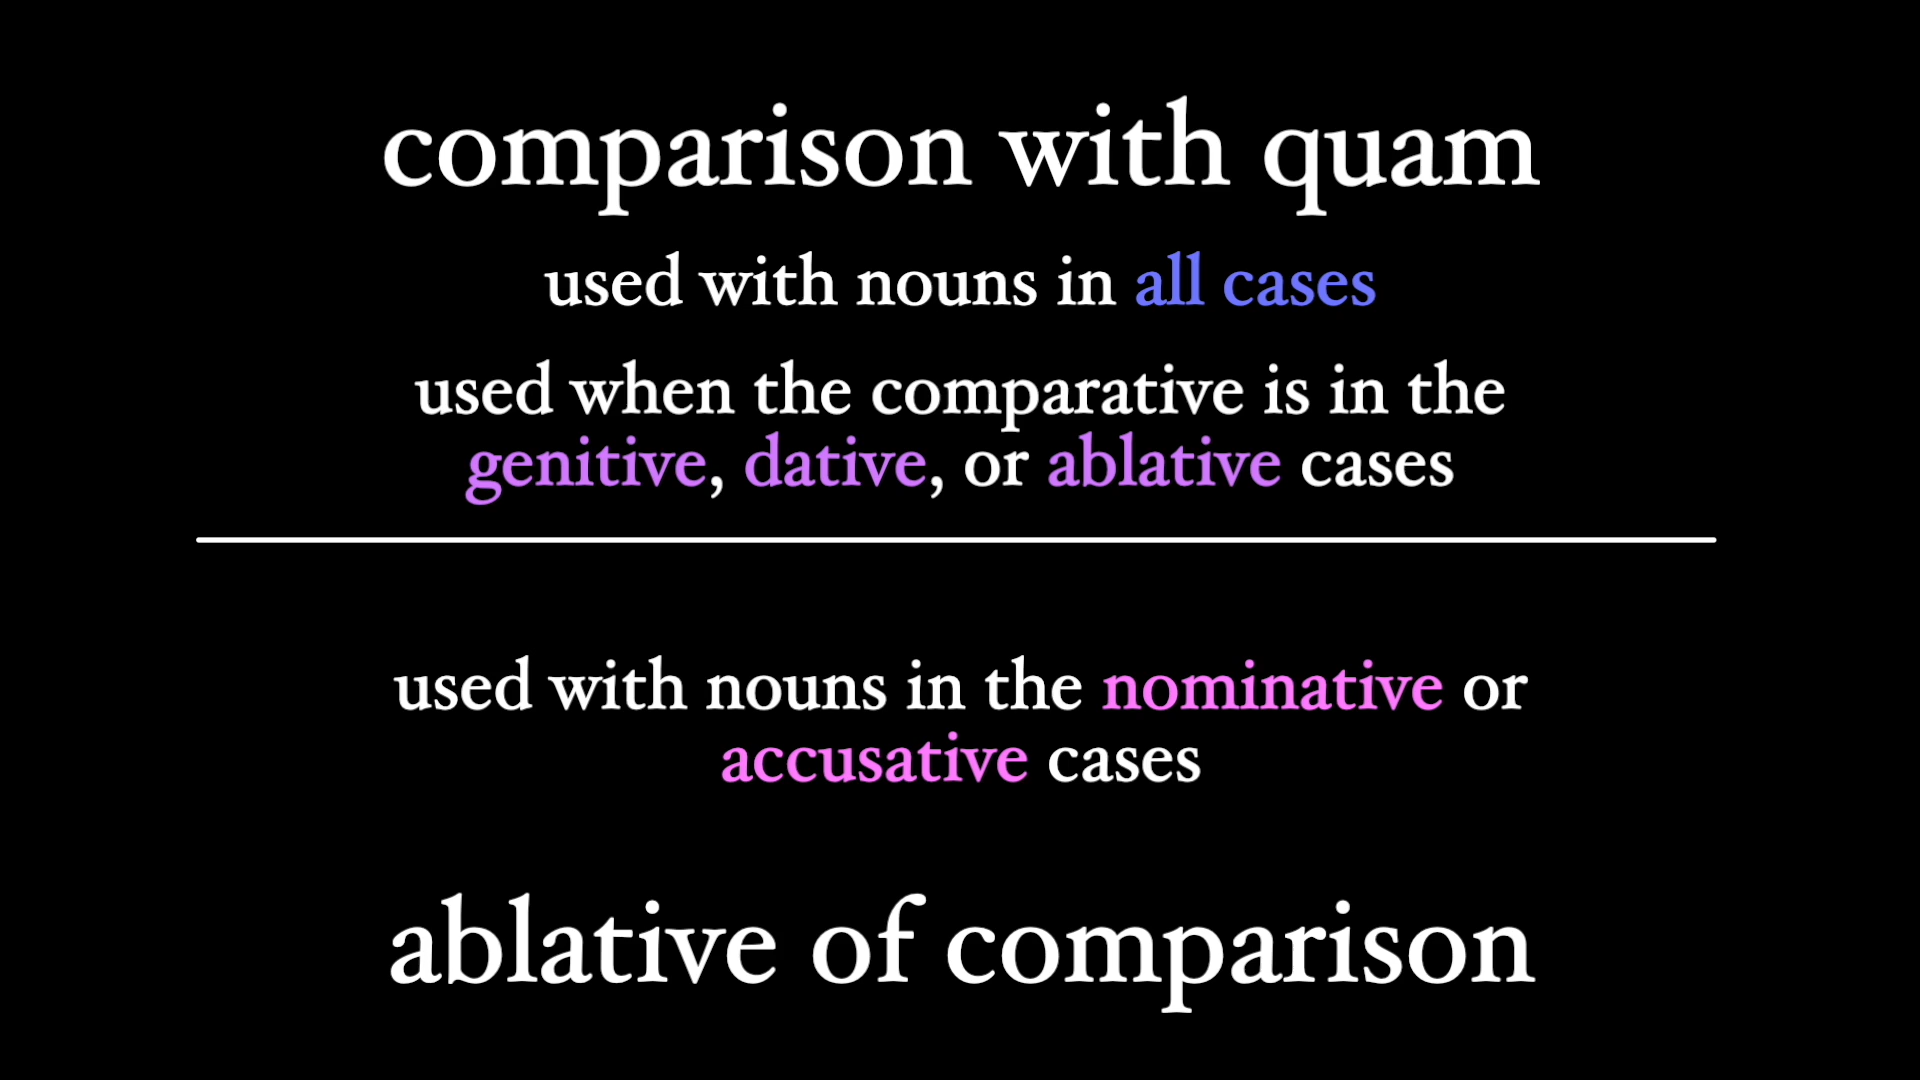 comparison with quam
used with nouns in all cases
used when the comparative is in the
genitive, dative, or ablative cases
used with nouns in the nominative or
accusative cases
ablative of comparison